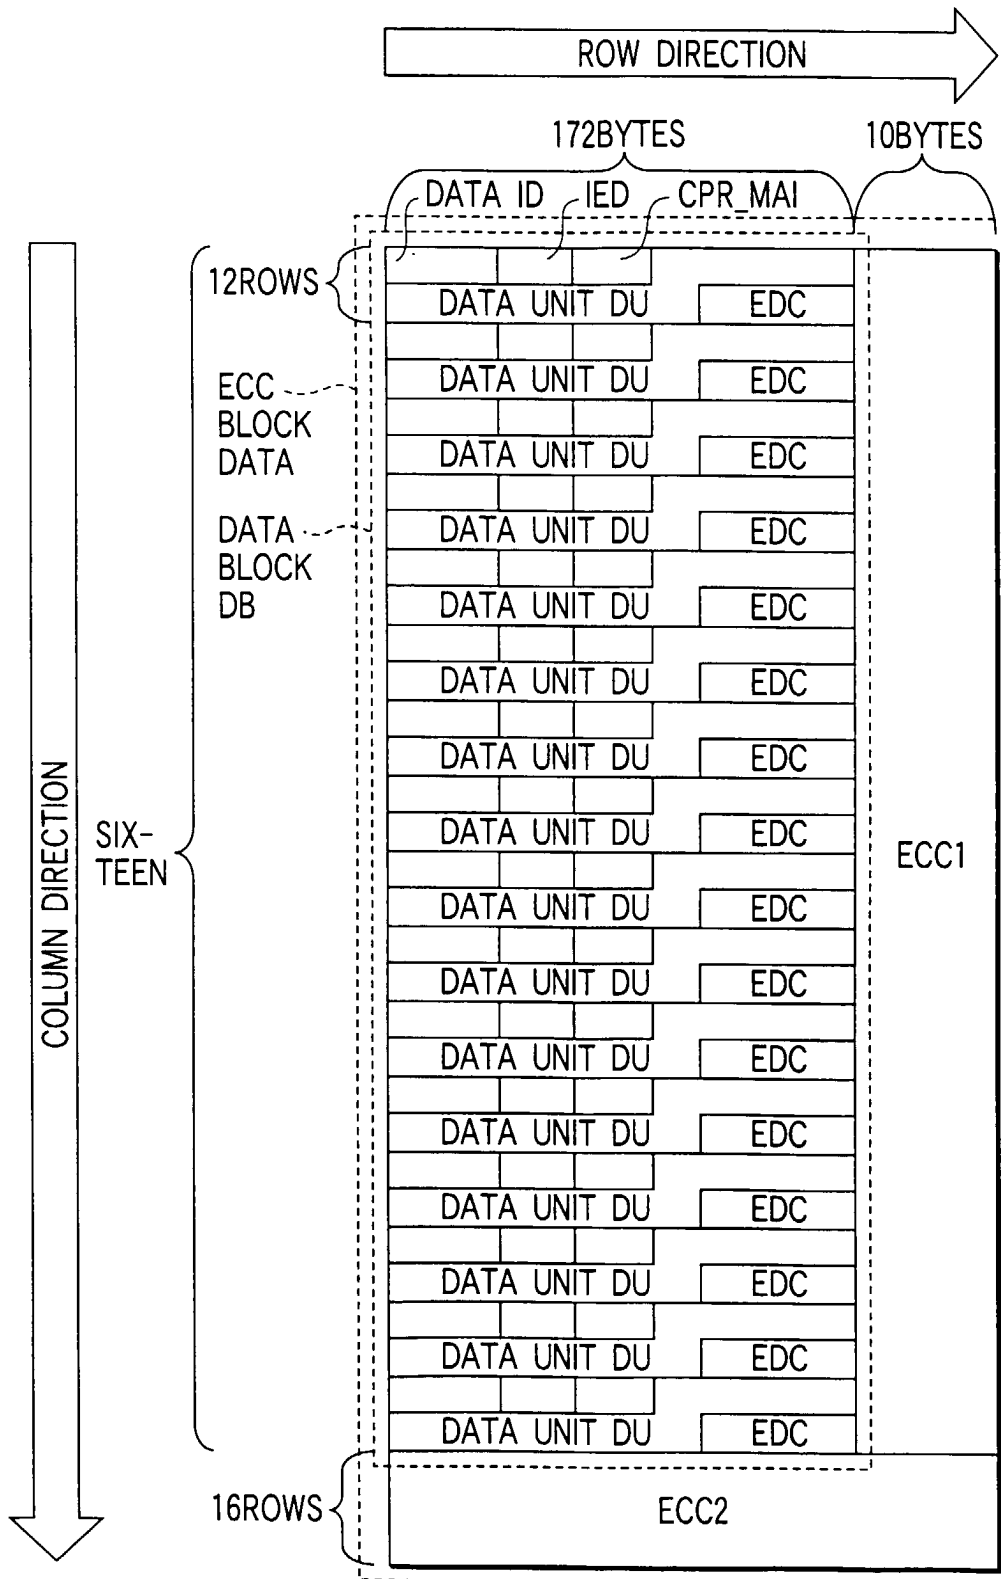 ROW DIRECTION
172BYTES
10BYTES
DATA ID
IED
CPR_MAI
12ROWS
DATA UNIT DU
EDC
DATA UNIT DU
EDC
ECC
BLOCK
DATA
DATA UNIT DU
EDC
DATA
BLOCK
DB
DATA UNIT DU
EDC
DATA UNIT DU
EDC
DATA UNIT DU
EDC
DATA UNIT DU
EDC
DATA UNIT DU
EDC
COLUMN DIRECTION
SIX-
TEEN
ECC1
DATA UNIT DU
EDC
DATA UNIT DU
EDC
DATA UNIT DU
EDC
DATA UNIT DU
EDC
DATA UNIT DU
EDC
DATA UNIT DU
EDC
DATA UNIT DU
EDC
DATA UNIT DU
EDC
16ROWS
ECC2